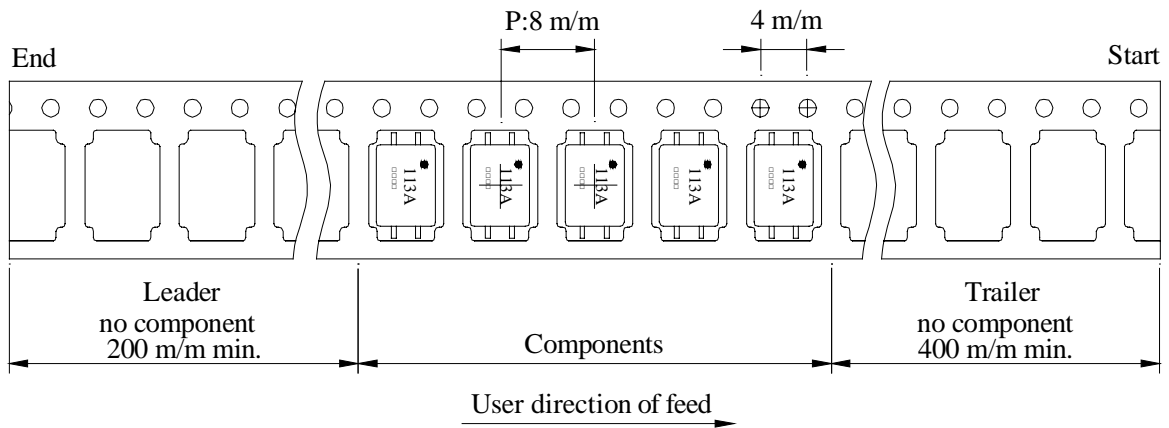 P:8 m/m
4 m/m
End
Start
113A
113A
113A
113A
113A
Leader
no component
200 m/m min.
Components
Trailer
no component
400 m/m min.
User direction of feed